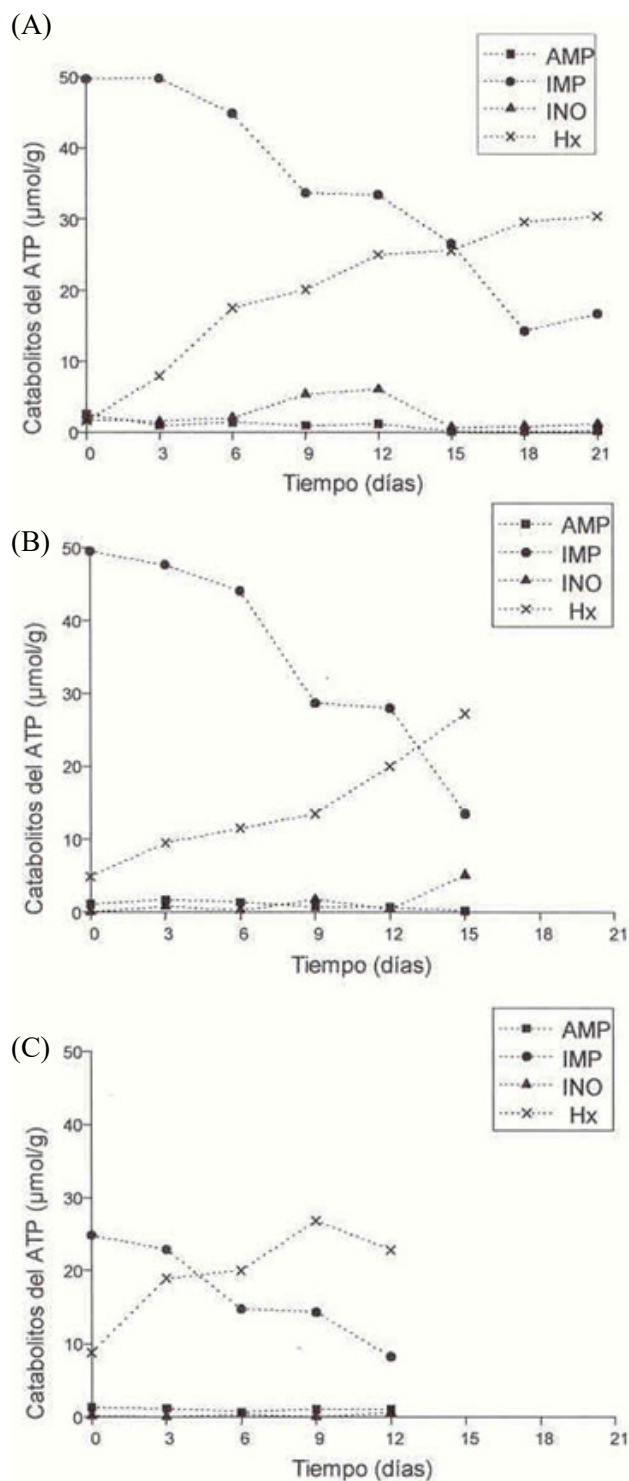 (A)
AMP
IMP
INO
Hx
Catabolitos del ATP (µmol/g)
50
40
30
20
10
0
0 3 6 9 12 15 18 21
Tiempo (días)
(B)
AMP
IMP
INO
Hx
Catabolitos del ATP (µmol/g)
50
40
30
20
10
0
0 3 6 9 12 15 18 21
Tiempo (días)
(C)
AMP
IMP
INO
Hx
Catabolitos del ATP (µmol/g)
50
40
30
20
10
0
0 3 6 9 12 15 18 21
Tiempo (días)